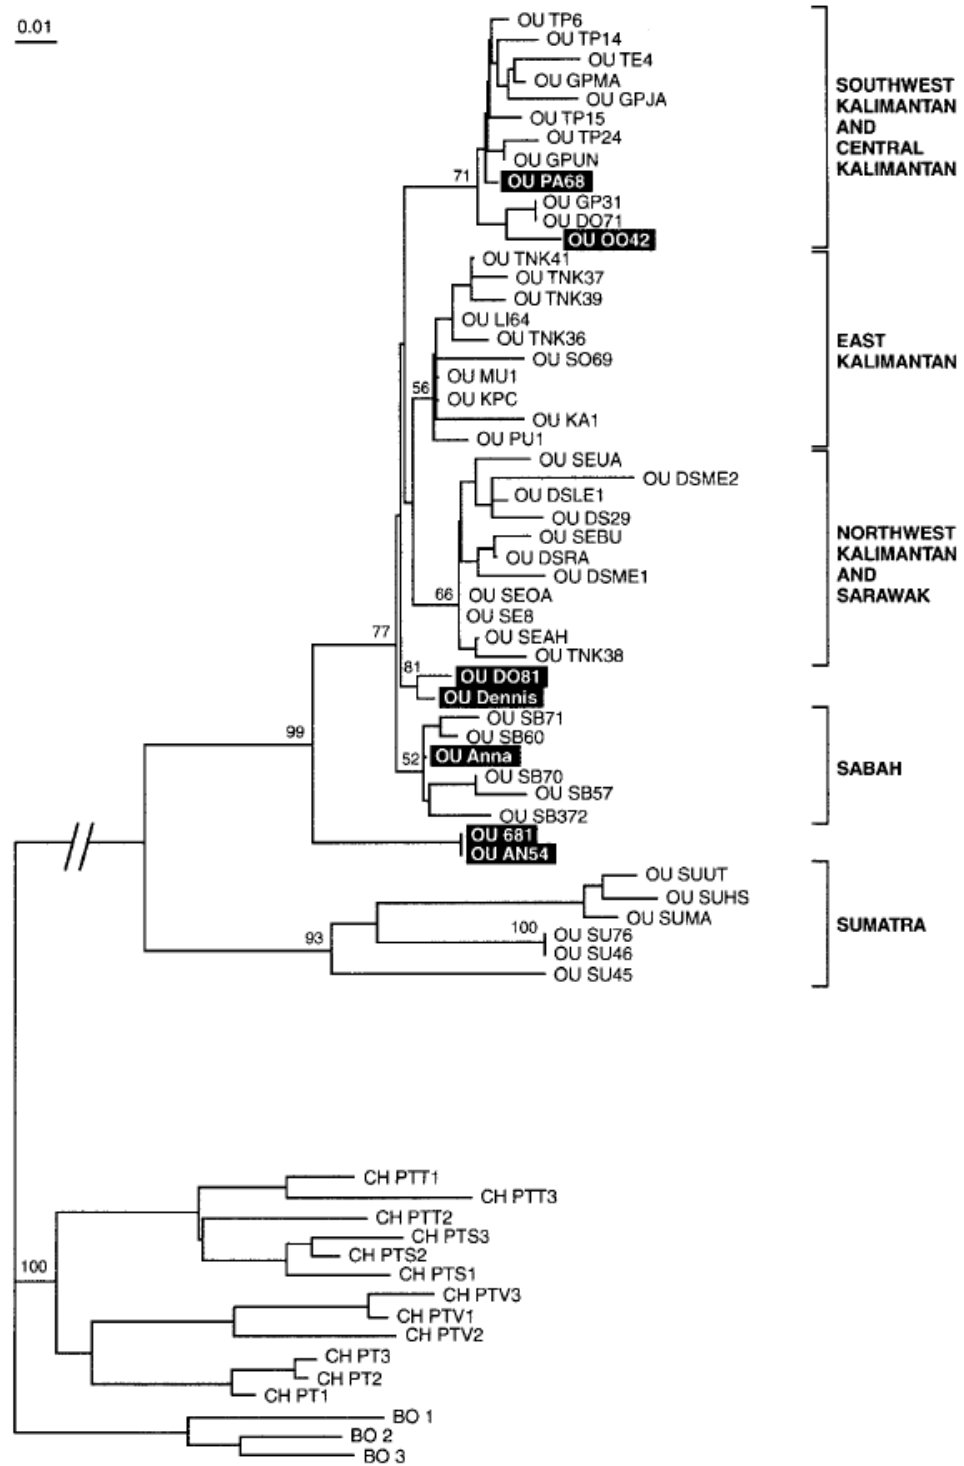 0.01
OU TP6
OU TP14
OU TE4
OU GPMA
OU GPJA
OU TP15
OU TP24
OU GPUN
OU PA68
OU GP31
OU DO71
OU OO42
71
SOUTHWEST
KALIMANTAN
AND
CENTRAL
KALIMANTAN
OU TNK41
OU TNK37
OU TNK39
OU LI64
OU TNK36
OU SO69
OU MU1
OU KPC
OU KA1
OU PU1
56
EAST
KALIMANTAN
OU SEUA
OU DSME2
OU DSLE1
OU DS29
OU SEBU
OU DSRA
OU DSME1
OU SEOA
OU SE8
OU SEAH
OU TNK38
66
NORTHWEST
KALIMANTAN
AND
SARAWAK
77
81
OU DO81
OU Dennis
OU SB71
OU SB60
OU Anna
OU SB70
OU SB57
OU SB372
52
SABAH
99
OU 681
OU AN54
OU SUUT
OU SUHS
OU SUMA
100
OU SU76
OU SU46
OU SU45
93
SUMATRA
CH PTT1
CH PTT3
CH PTT2
CH PTS3
CH PTS2
CH PTS1
100
CH PTV3
CH PTV1
CH PTV2
CH PT3
CH PT2
CH PT1
BO 1
BO 2
BO 3